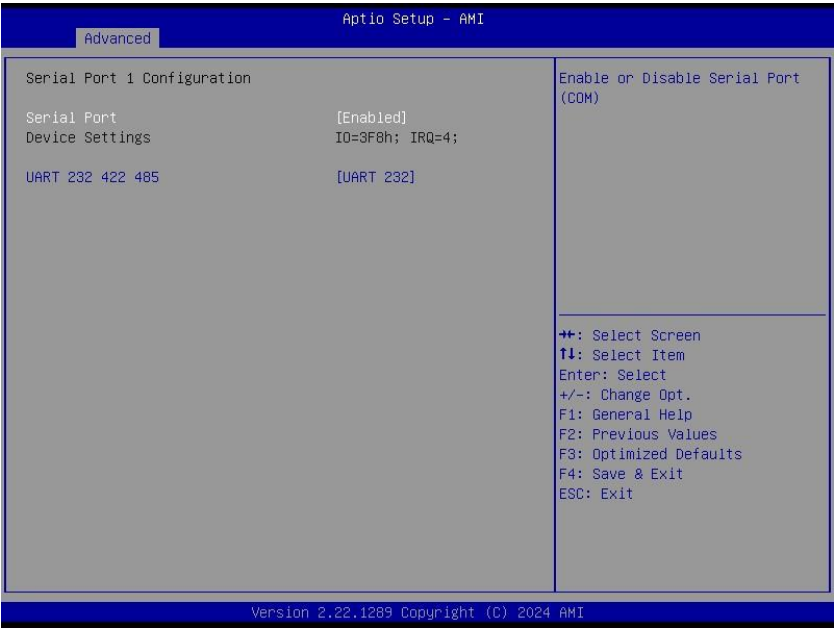 Aptio Setup - AMI
Advanced
Serial Port 1 Configuration
Serial Port [Enabled]
Device Settings IO=3F8h; IRQ=4;
UART 232 422 485 [UART 232]
Enable or Disable Serial Port
(COM)
→←: Select Screen
↑↓: Select Item
Enter: Select
+/-: Change Opt.
F1: General Help
F2: Previous Values
F3: Optimized Defaults
F4: Save & Exit
ESC: Exit
Version 2.22.1289 Copyright (C) 2024 AMI